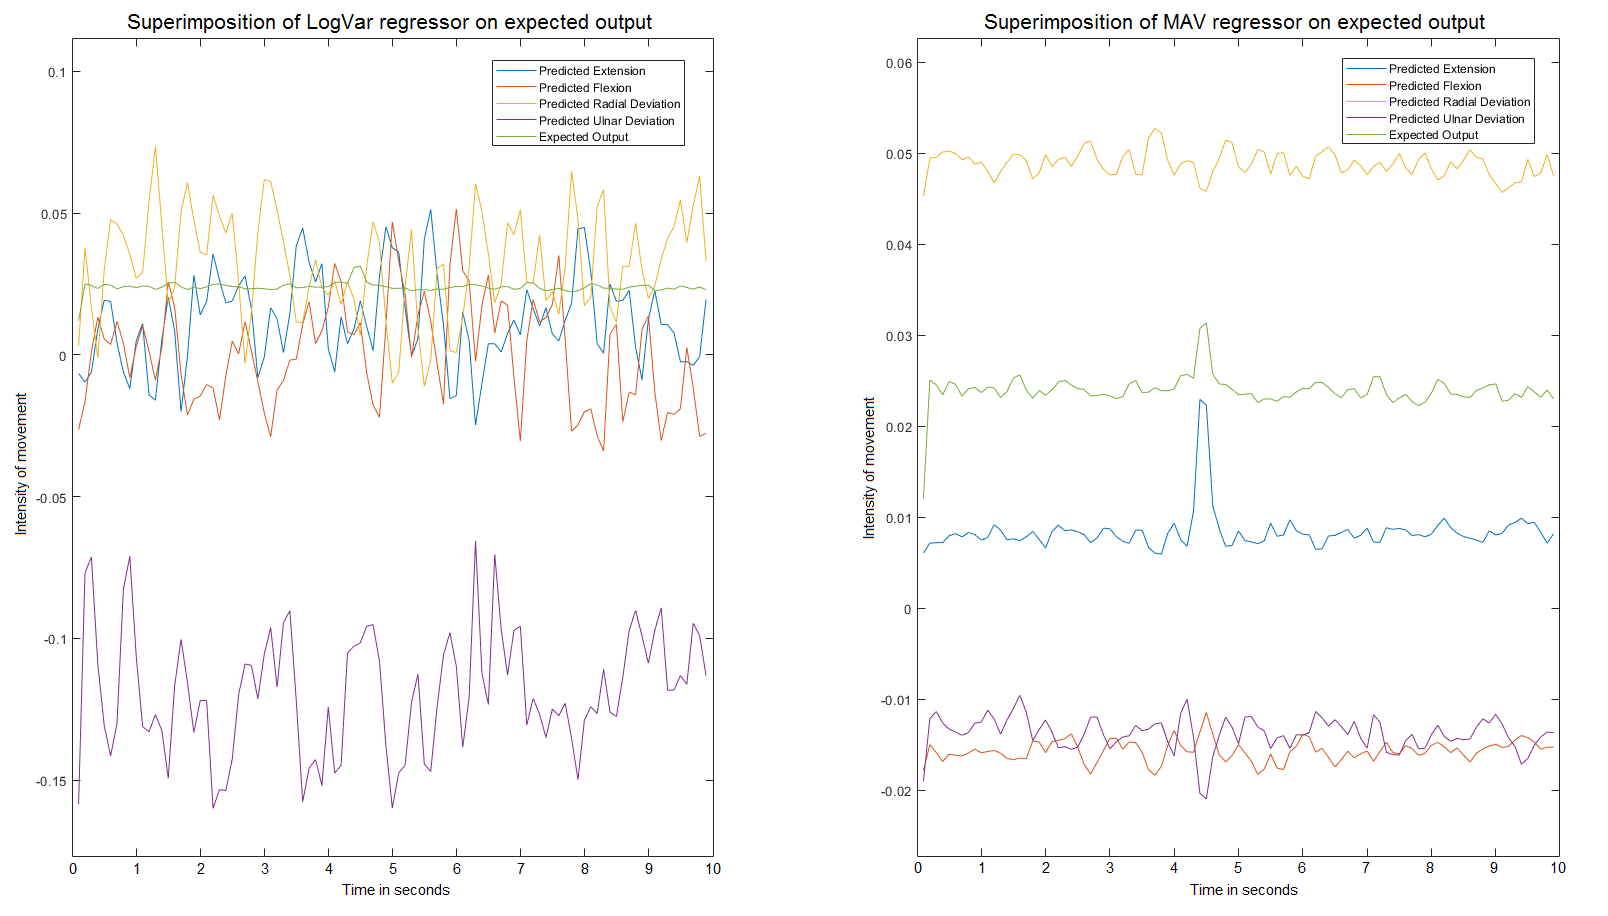 Superimposition of LogVar regressor on expected output
0.1
0.05
0
-0.05
-0.1
-0.15
Intensity of movement
Predicted Extension
Predicted Flexion
Predicted Radial Deviation
Predicted Ulnar Deviation
Expected Output
0 1 2 3 4 5 6 7 8 9 10
Time in seconds
Superimposition of MAV regressor on expected output
0.06
0.05
0.04
0.03
0.02
0.01
0
-0.01
-0.02
Intensity of movement
Predicted Extension
Predicted Flexion
Predicted Radial Deviation
Predicted Ulnar Deviation
Expected Output
0 1 2 3 4 5 6 7 8 9 10
Time in seconds